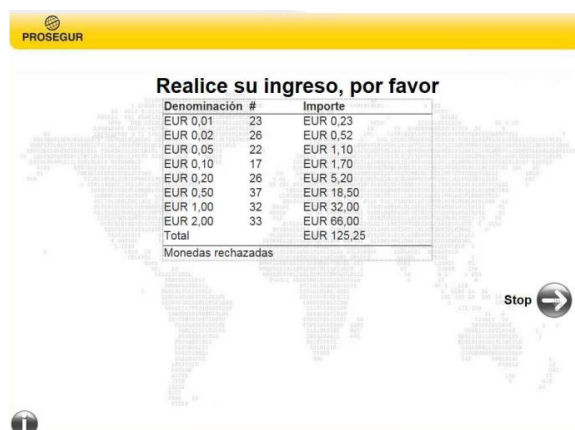 PROSEGUR
Realice su ingreso, por favor
Denominación # Importe
EUR 0,01 23 EUR 0,23
EUR 0,02 26 EUR 0,52
EUR 0,05 22 EUR 1,10
EUR 0,10 17 EUR 1,70
EUR 0,20 26 EUR 5,20
EUR 0,50 37 EUR 18,50
EUR 1,00 32 EUR 32,00
EUR 2,00 33 EUR 66,00
Total EUR 125,25
Monedas rechazadas
Stop
i